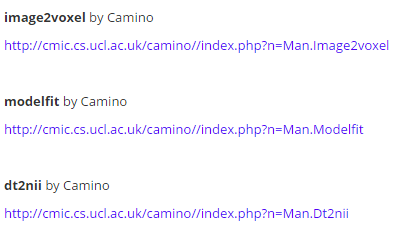 image2voxel by Camino
http://cmic.cs.ucl.ac.uk/camino//index.php?n=Man.Image2voxel
modelfit by Camino
http://cmic.cs.ucl.ac.uk/camino//index.php?n=Man.Modelfit
dt2nii by Camino
http://cmic.cs.ucl.ac.uk/camino//index.php?n=Man.Dt2nii